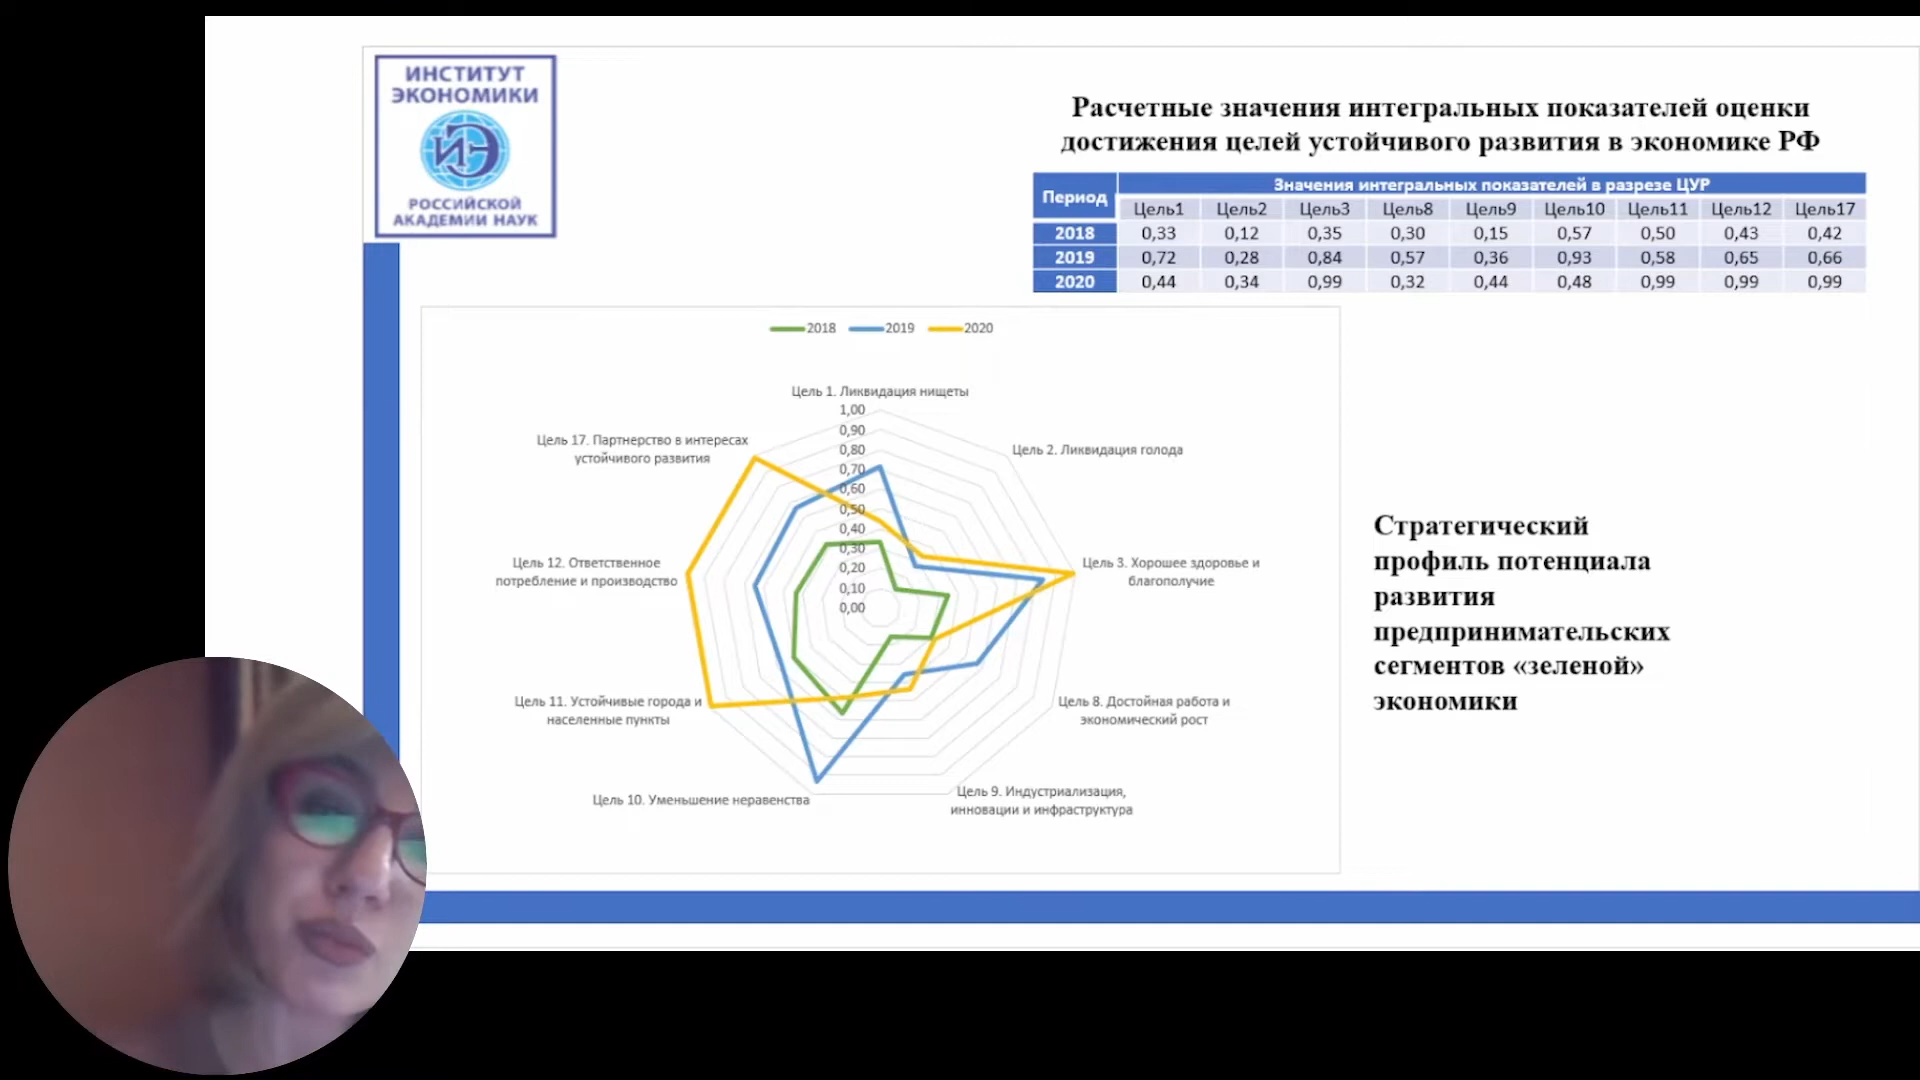 ИНСТИТУТ
ЭКОНОМИКИ
ИЭ
РОССИЙСКОЙ
АКАДЕМИИ НАУК
Расчетные значения интегральных показателей оценки
достижения целей устойчивого развития в экономике РФ
Период Значения интегральных показателей в разрезе ЦУР
Цель1 Цель2 Цель3 Цель8 Цель9 Цель10 Цель11 Цель12 Цель17
2018 0,33 0,12 0,35 0,30 0,15 0,57 0,50 0,43 0,42
2019 0,72 0,28 0,84 0,57 0,36 0,93 0,58 0,65 0,66
2020 0,44 0,34 0,99 0,32 0,44 0,48 0,99 0,99 0,99
2018 2019 2020
Цель 1. Ликвидация нищеты
1,00
0,90
0,80
0,70
0,60
0,50
0,40
0,30
0,20
0,10
0,00
Цель 2. Ликвидация голода
Цель 3. Хорошее здоровье и
благополучие
Цель 8. Достойная работа и
экономический рост
Цель 9. Индустриализация,
инновации и инфраструктура
Цель 10. Уменьшение неравенства
Цель 11. Устойчивые города и
населенные пункты
Цель 12. Ответственное
потребление и производство
Цель 17. Партнерство в интересах
устойчивого развития
Стратегический
профиль потенциала
развития
предпринимательских
сегментов «зеленой»
экономики